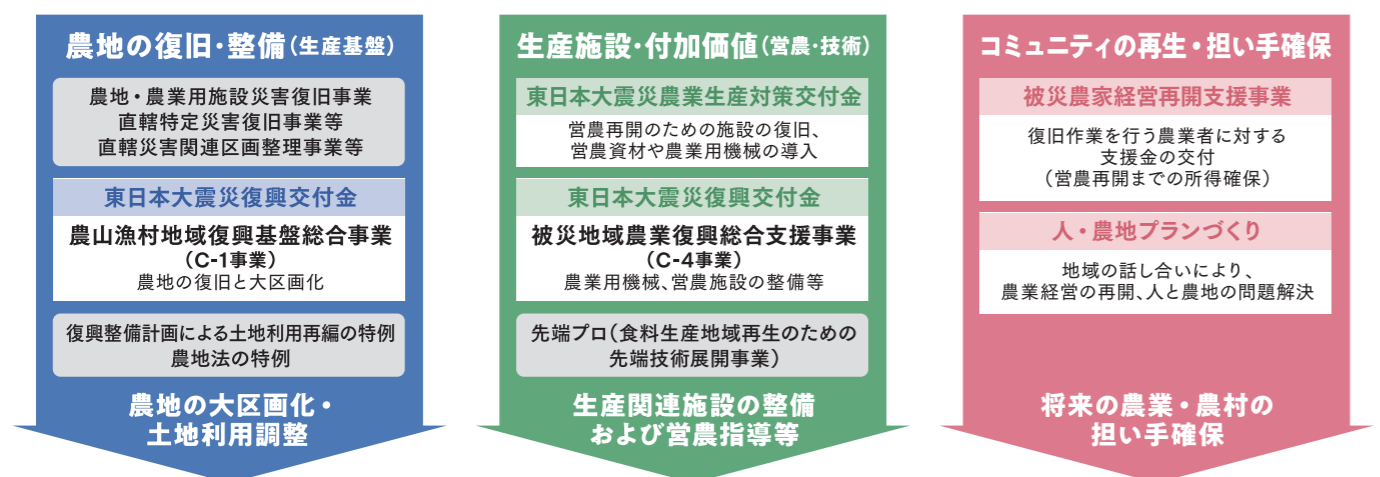 農地の復旧・整備(生産基盤)
農地・農業用施設災害復旧事業
直轄特定災害復旧事業等
直轄災害関連区画整理事業等
東日本大震災復興交付金
農山漁村地域復興基盤総合事業
(C-1事業)
農地の復旧と大区画化
復興整備計画による土地利用再編の特例
農地法の特例
農地の大区画化・
土地利用調整
生産施設・付加価値(営農・技術)
東日本大震災農業生産対策交付金
営農再開のための施設の復旧、
営農資材や農業用機械の導入
東日本大震災復興交付金
被災地域農業復興総合支援事業
(C-4事業)
農業用機械、営農施設の整備等
先端プロ(食料生産地域再生のための
先端技術展開事業)
生産関連施設の整備
および営農指導等
コミュニティの再生・担い手確保
被災農家経営再開支援事業
復旧作業を行う農業者に対する
支援金の交付
(営農再開までの所得確保)
人・農地プランづくり
地域の話し合いにより、
農業経営の再開、人と農地の問題解決
将来の農業・農村の
担い手確保